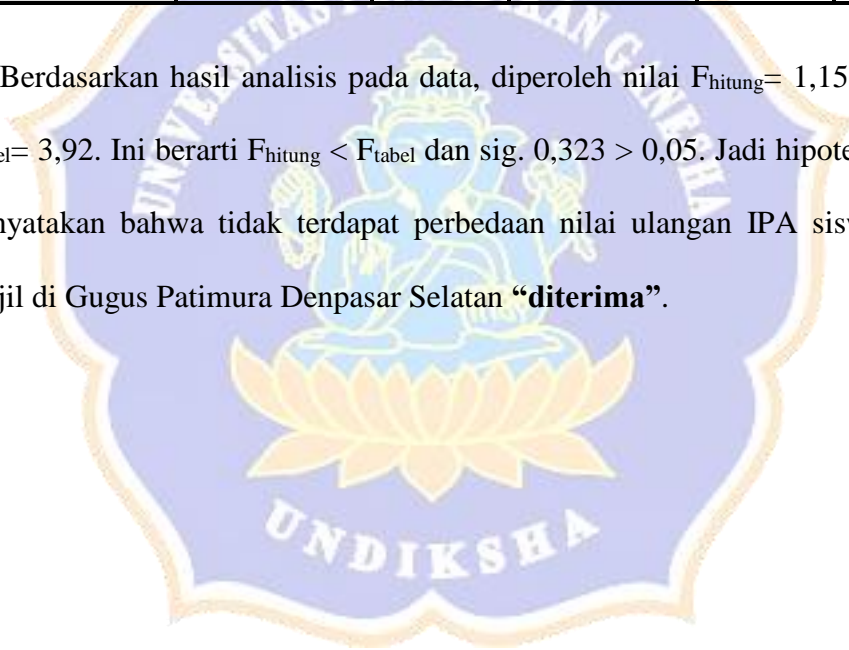 Berdasarkan hasil analisis pada data, diperoleh nilai Fhitung= 1,15
el= 3,92. Ini berarti Fhitung < Ftabel dan sig. 0,323 > 0,05. Jadi hipote
nyatakan bahwa tidak terdapat perbedaan nilai ulangan IPA sisw
jil di Gugus Patimura Denpasar Selatan “diterima”.
UNDIKSHA